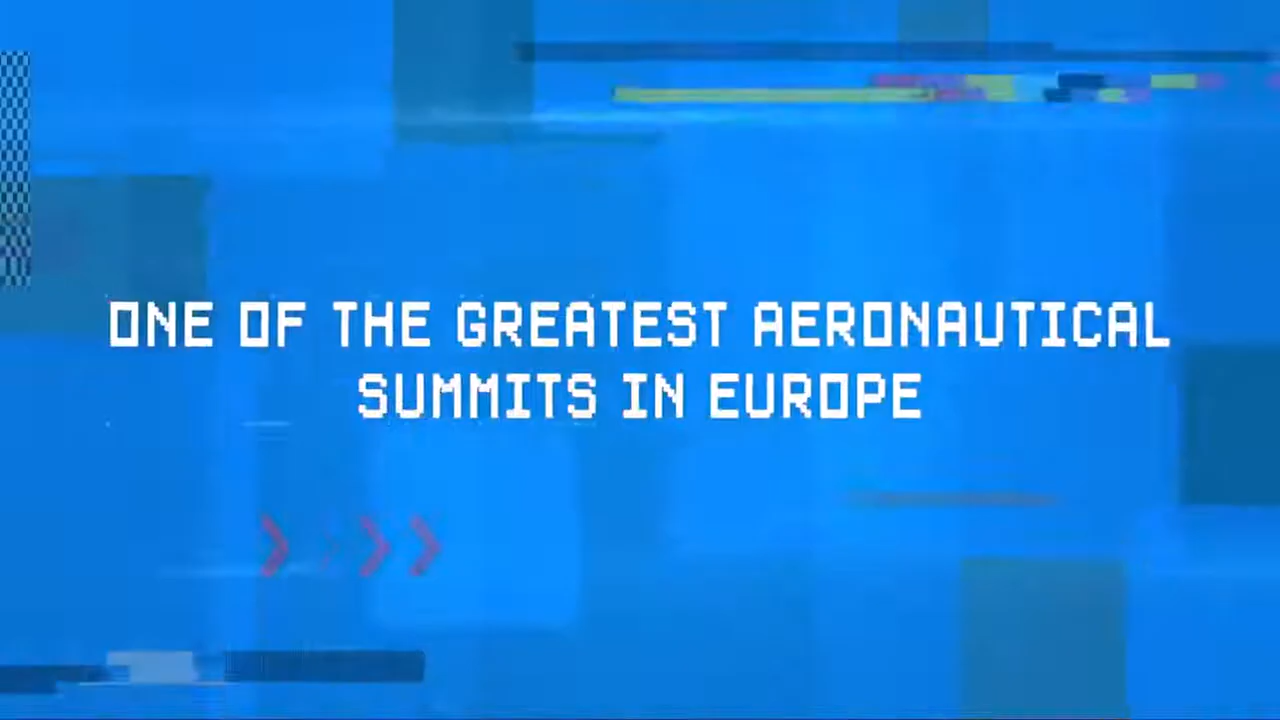 ONE OF THE GREATEST AERONAUTICAL
SUMMITS IN EUROPE